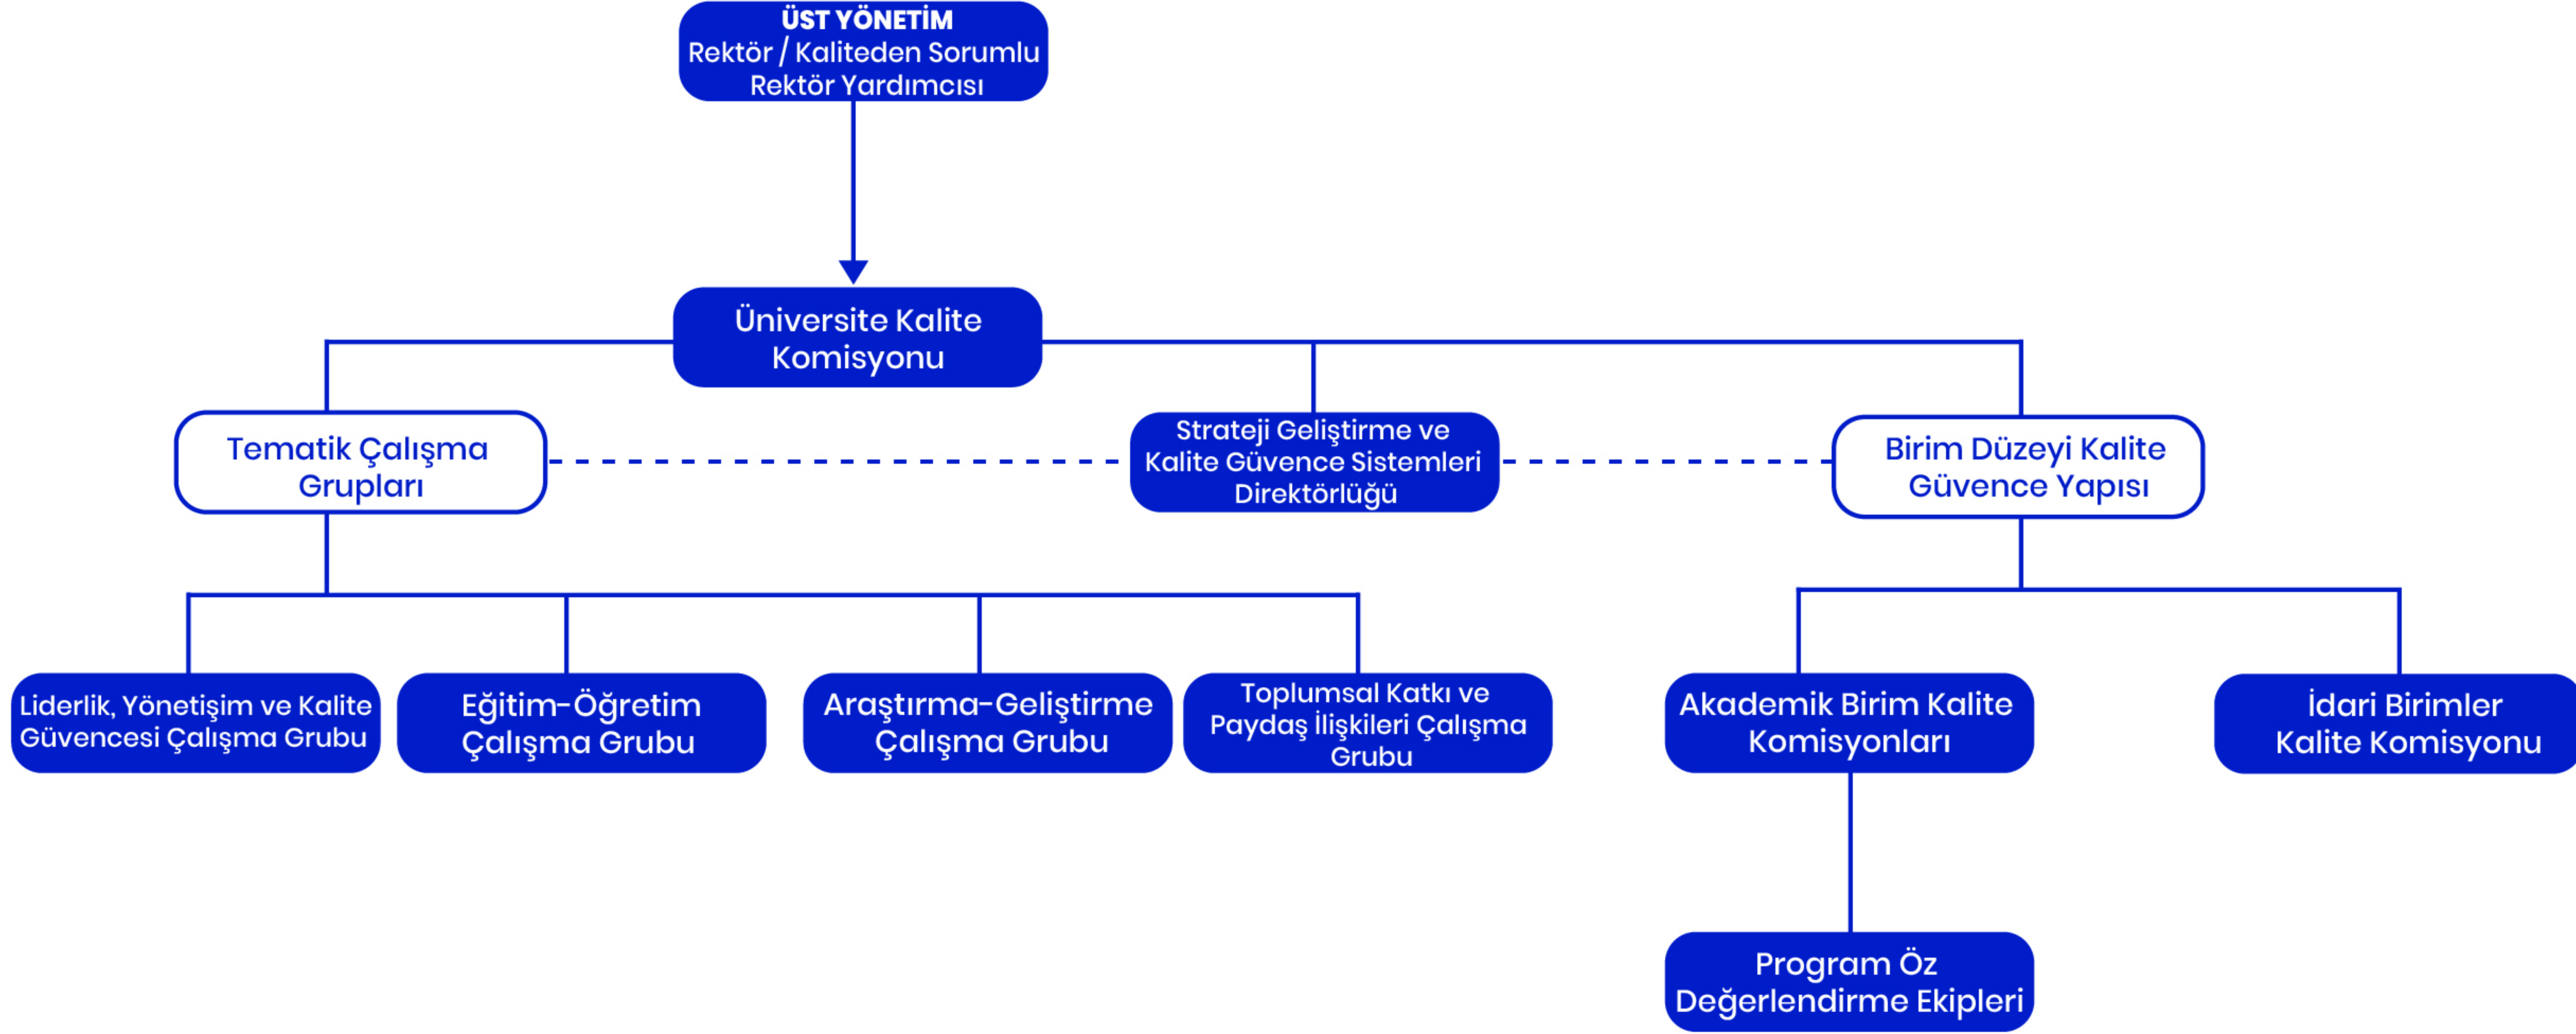 ÜST YÖNETİM
Rektör / Kaliteden Sorumlu
Rektör Yardımcısı
Üniversite Kalite
Komisyonu
Tematik Çalışma
Grupları
Strateji Geliştirme ve
Kalite Güvence Sistemleri
Direktörlüğü
Birim Düzeyi Kalite
Güvence Yapısı
Liderlik, Yönetişim ve Kalite
Güvencesi Çalışma Grubu
Eğitim-Öğretim
Çalışma Grubu
Araştırma-Geliştirme
Çalışma Grubu
Toplumsal Katkı ve
Paydaş İlişkileri Çalışma
Grubu
Akademik Birim Kalite
Komisyonları
İdari Birimler
Kalite Komisyonu
Program Öz
Değerlendirme Ekipleri